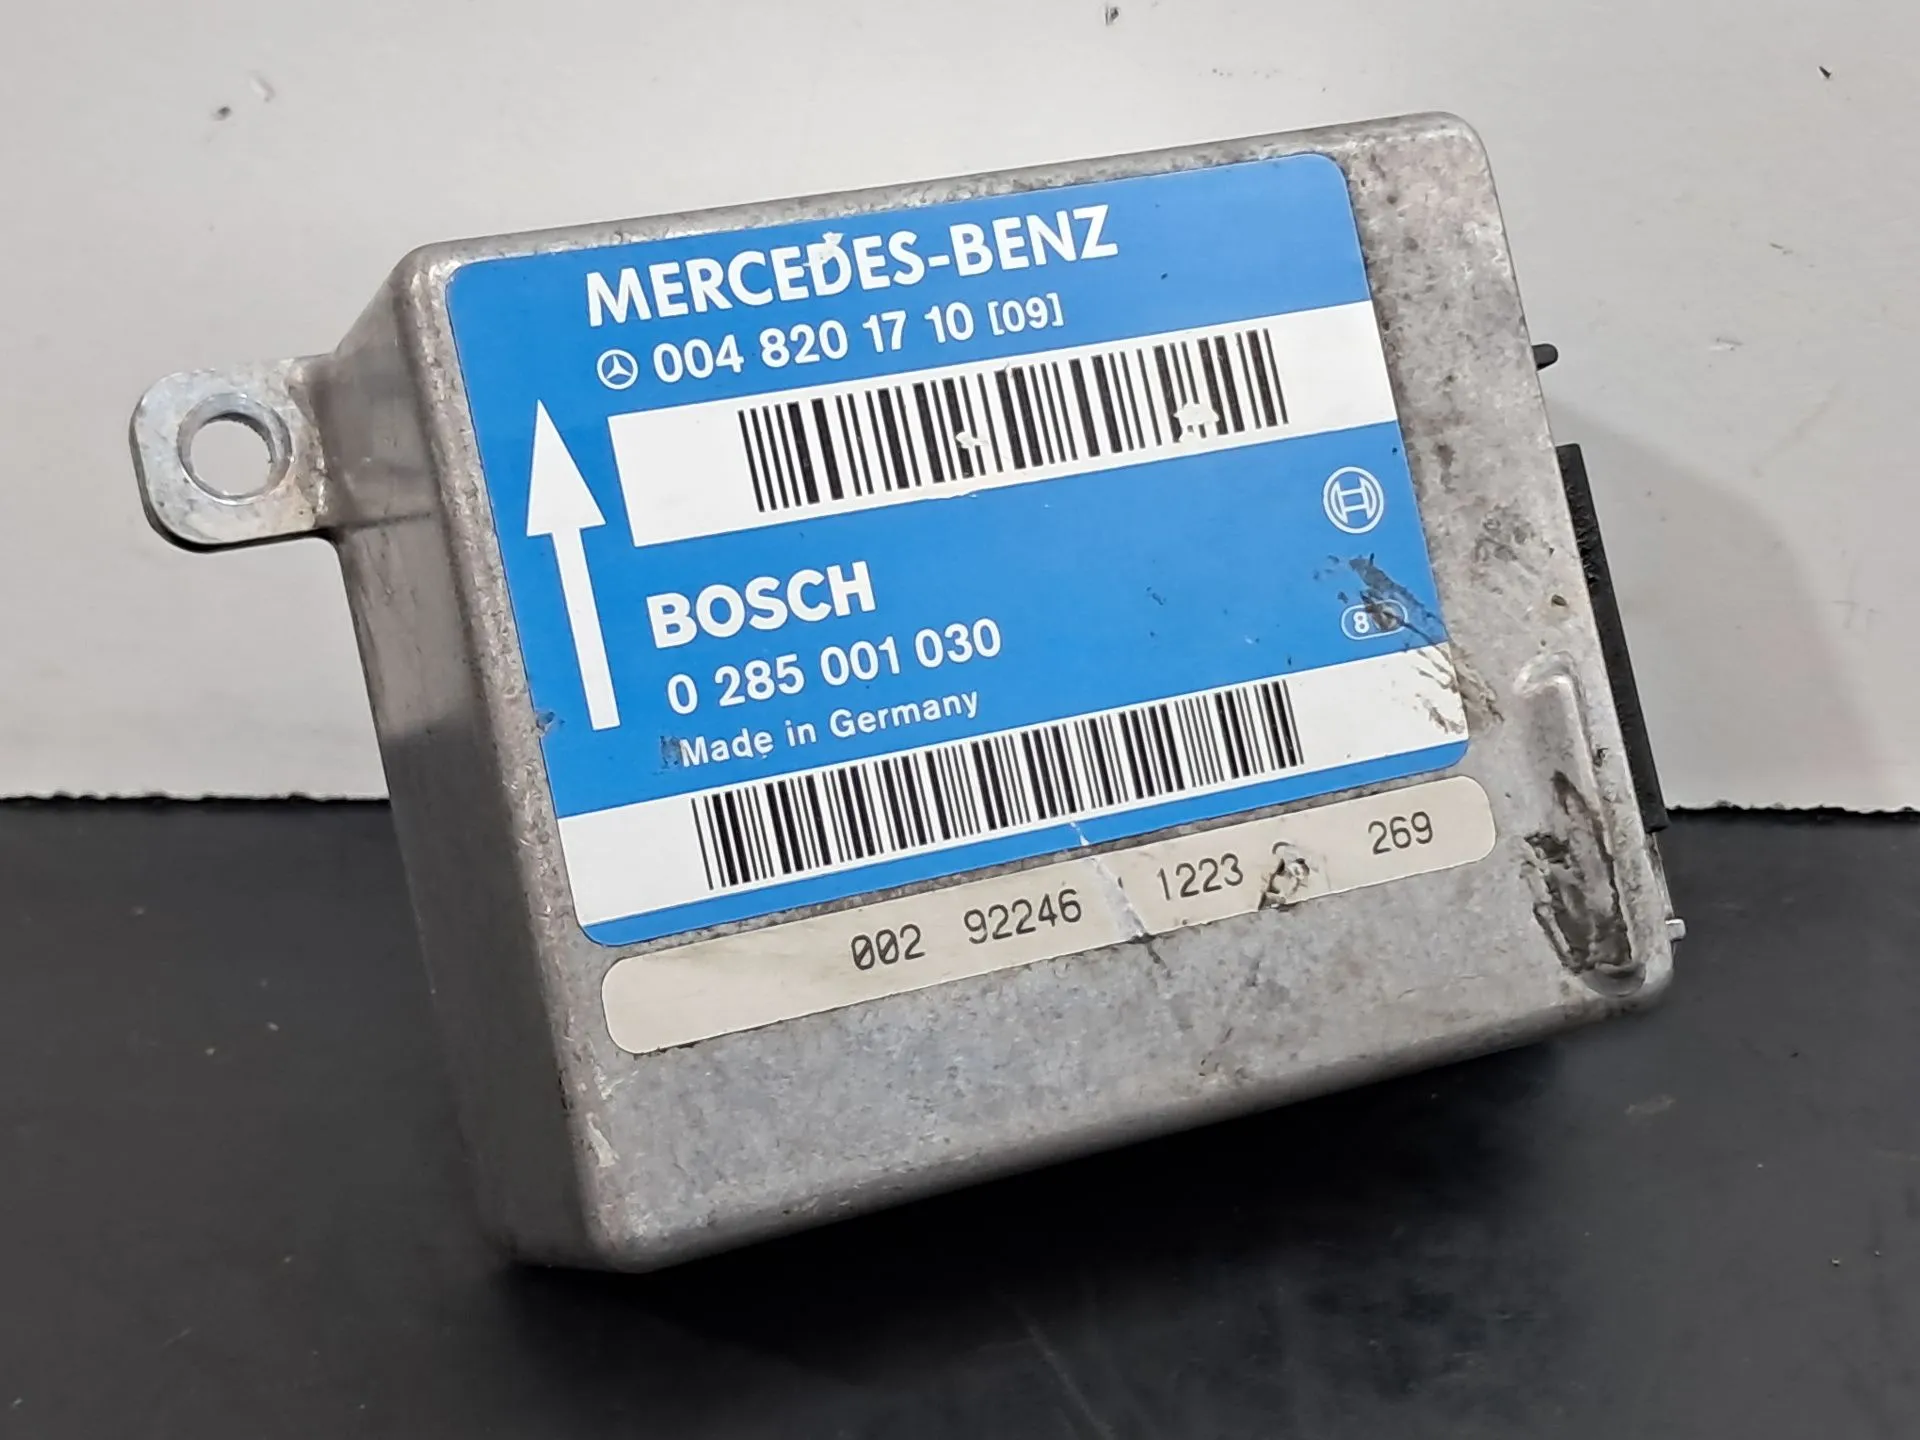 MERCEDES-BENZ
004 820 17 10 [09]
BOSCH
0 285 001 030
Made in Germany
002 92246 1223 269